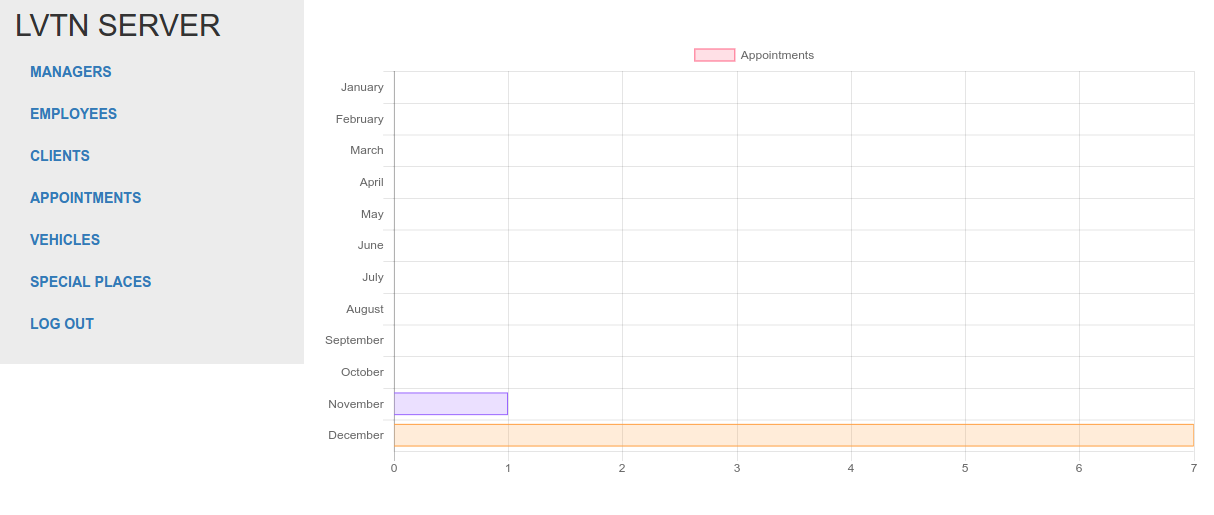 LVTN SERVER
MANAGERS
EMPLOYEES
CLIENTS
APPOINTMENTS
VEHICLES
SPECIAL PLACES
LOG OUT
Appointments
January
February
March
April
May
June
July
August
September
October
November
December
0 1 2 3 4 5 6 7